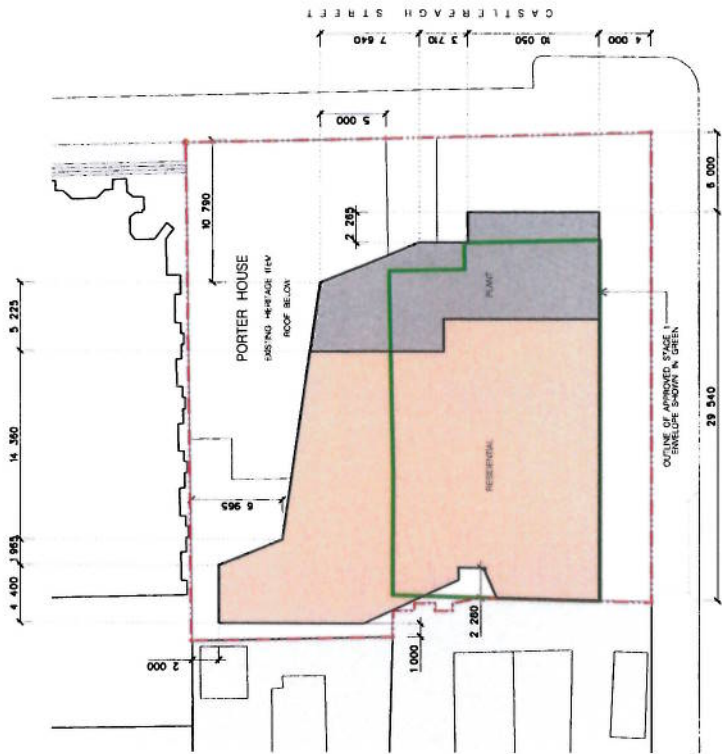 CASTLEREAGH STREET
7 640
3 710
10 050
4 000
5 000
10 790
2 265
6 000
5 225
PORTER HOUSE
EXISTING HERITAGE ITEM
ROOF BELOW
PLANT
14 360
OUTLINE OF APPROVED STAGE 1
ENVELOPE SHOWN IN GREEN
29 540
RESIDENTIAL
6 965
1 965
4 400
2 280
2 000
1 000